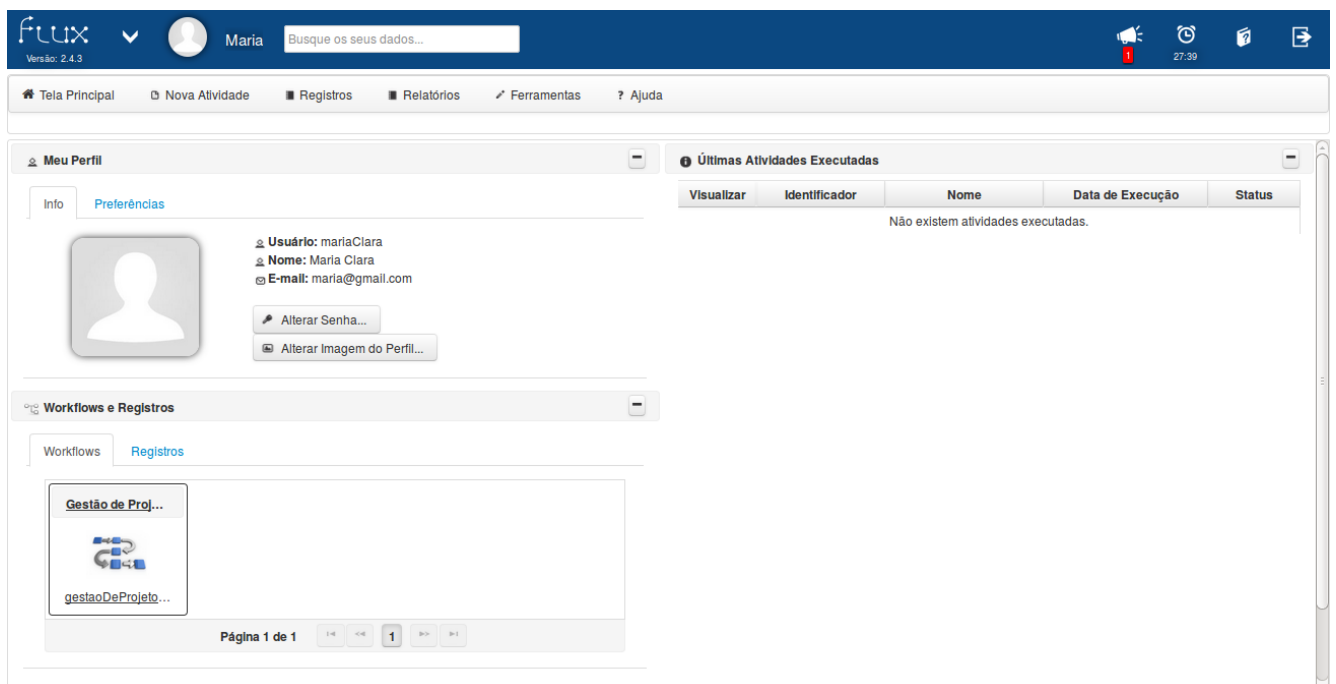 flux
Versão: 2.4.3
Maria
Busque os seus dados...
1
27:39
Tela Principal
Nova Atividade
Registros
Relatórios
Ferramentas
? Ajuda
Meu Perfil
Info
Preferências
Usuário: mariaClara
Nome: Maria Clara
E-mail: maria@gmail.com
Alterar Senha...
Alterar Imagem do Perfil...
Workflows e Registros
Workflows
Registros
Gestão de Proj...
gestaoDeProjeto...
Página 1 de 1
1
Últimas Atividades Executadas
Visualizar Identificador Nome Data de Execução Status
Não existem atividades executadas.